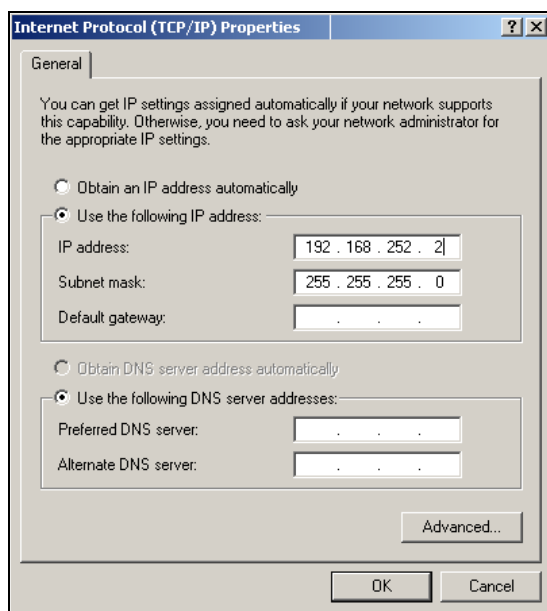 Internet Protocol (TCP/IP) Properties
General
You can get IP settings assigned automatically if your network supports
this capability. Otherwise, you need to ask your network administrator for
the appropriate IP settings.
Obtain an IP address automatically
Use the following IP address:
IP address: 192 . 168 . 252 . 2
Subnet mask: 255 . 255 . 255 . 0
Default gateway: . . .
Obtain DNS server address automatically
Use the following DNS server addresses:
Preferred DNS server: . . .
Alternate DNS server: . . .
Advanced...
OK Cancel